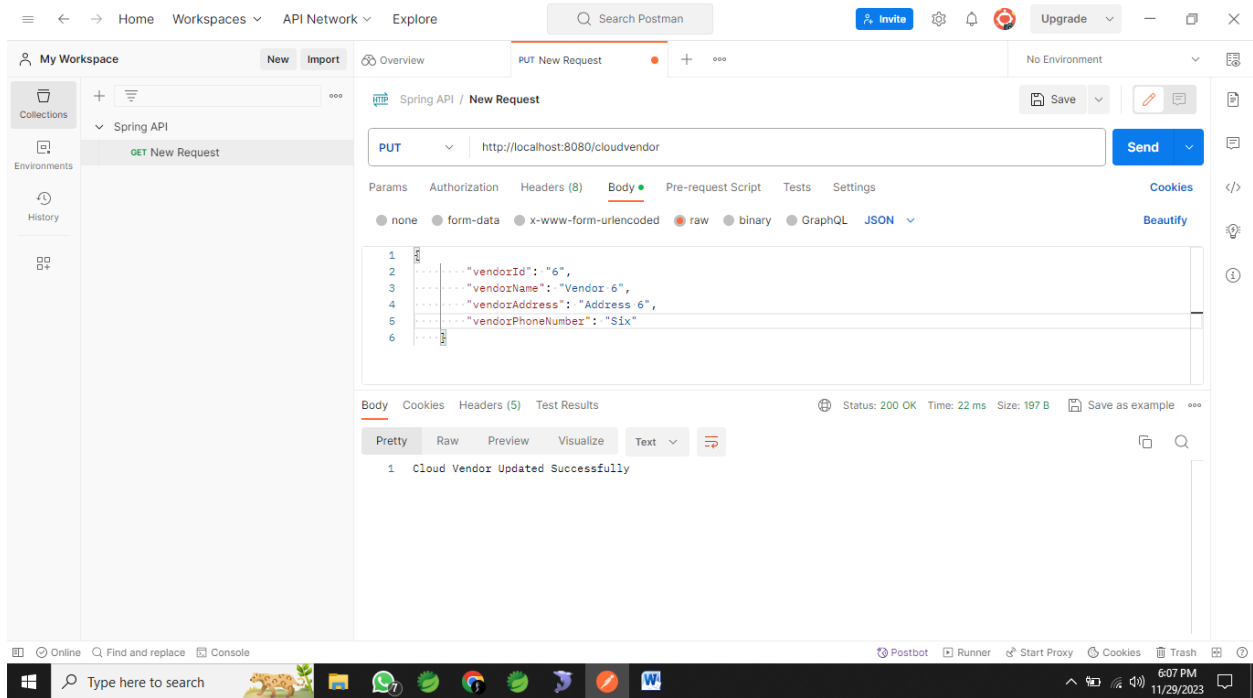 Home Workspaces API Network Explore Search Postman Invite Upgrade
My Workspace New Import Overview PUT New Request No Environment
Collections
Spring API
GET New Request
Environments
History
HTTP Spring API / New Request Save
PUT http://localhost:8080/cloudvendor Send
Params Authorization Headers (8) Body Pre-request Script Tests Settings Cookies
none form-data x-www-form-urlencoded raw binary GraphQL JSON Beautify
1 {
2 "vendorId": "6",
3 "vendorName": "Vendor 6",
4 "vendorAddress": "Address 6",
5 "vendorPhoneNumber": "Six"
6 }
Body Cookies Headers (5) Test Results Status: 200 OK Time: 22 ms Size: 197 B Save as example
Pretty Raw Preview Visualize Text
1 Cloud Vendor Updated Successfully
Online Find and replace Console Postbot Runner Start Proxy Cookies Trash
Type here to search 7 6:07 PM
11/29/2023